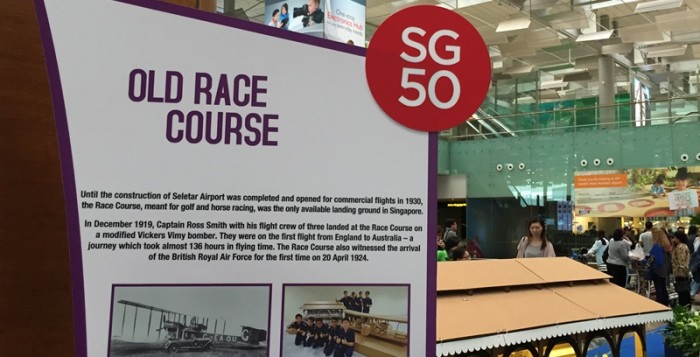 SG
50
OLD RACE
COURSE
Until the construction of Seletar Airport was completed and opened for commercial flights in 1930,
the Race Course, meant for golf and horse racing, was the only available landing ground in Singapore.
In December 1919, Captain Ross Smith with his flight crew of three landed at the Race Course on
a modified Vickers Vimy bomber. They were on the first flight from England to Australia – a
journey which took almost 136 hours in flying time. The Race Course also witnessed the arrival
of the British Royal Air Force for the first time on 20 April 1924.
Electronics Hub